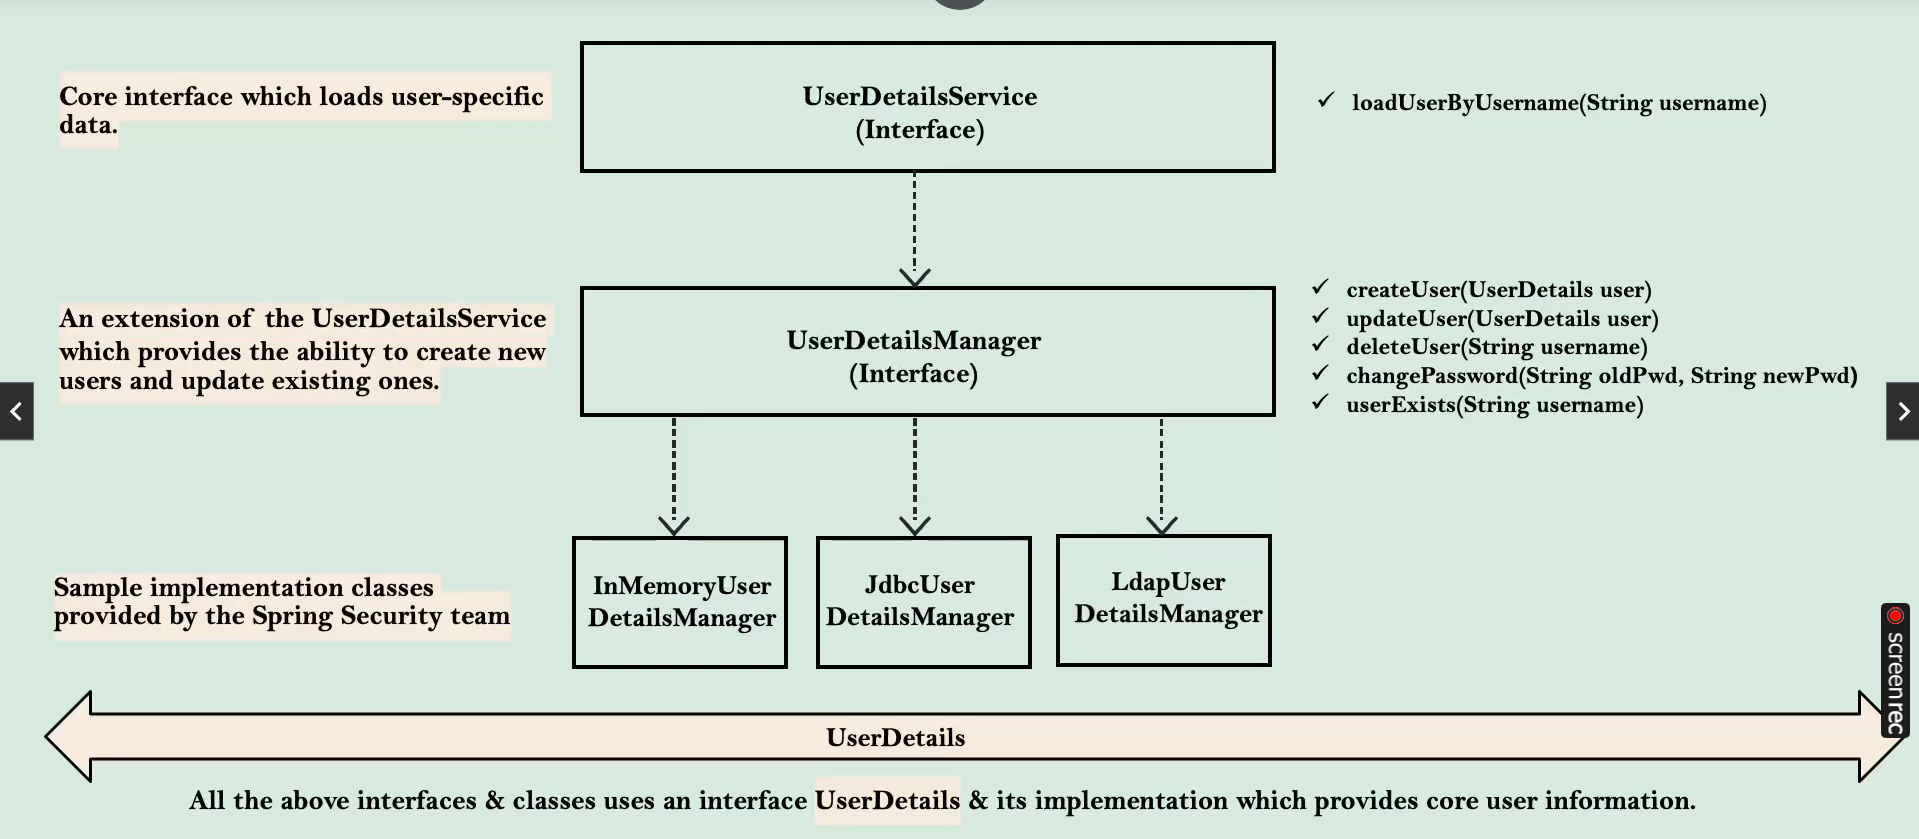 Core interface which loads user-specific
data.
UserDetailsService
(Interface)
✓ loadUserByUsername(String username)
An extension of the UserDetailsService
which provides the ability to create new
users and update existing ones.
UserDetailsManager
(Interface)
✓ createUser(UserDetails user)
✓ updateUser(UserDetails user)
✓ deleteUser(String username)
✓ changePassword(String oldPwd, String newPwd)
✓ userExists(String username)
Sample implementation classes
provided by the Spring Security team
InMemoryUser
DetailsManager
JdbcUser
DetailsManager
LdapUser
DetailsManager
screenrec
UserDetails
All the above interfaces & classes uses an interface UserDetails & its implementation which provides core user information.